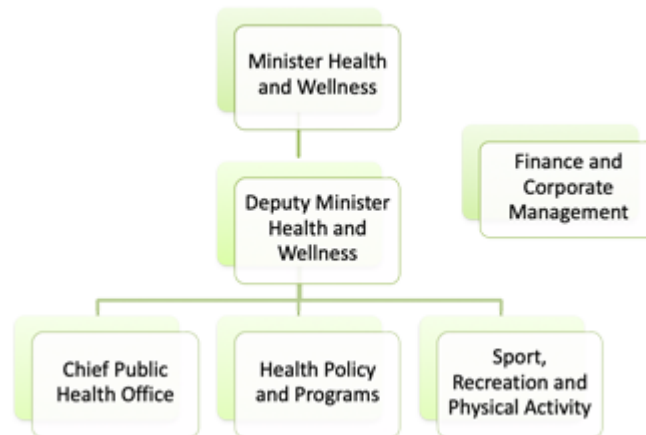 Minister Health
and Wellness
Finance and
Corporate
Management
Deputy Minister
Health and
Wellness
Chief Public
Health Office
Health Policy
and Programs
Sport,
Recreation and
Physical Activity